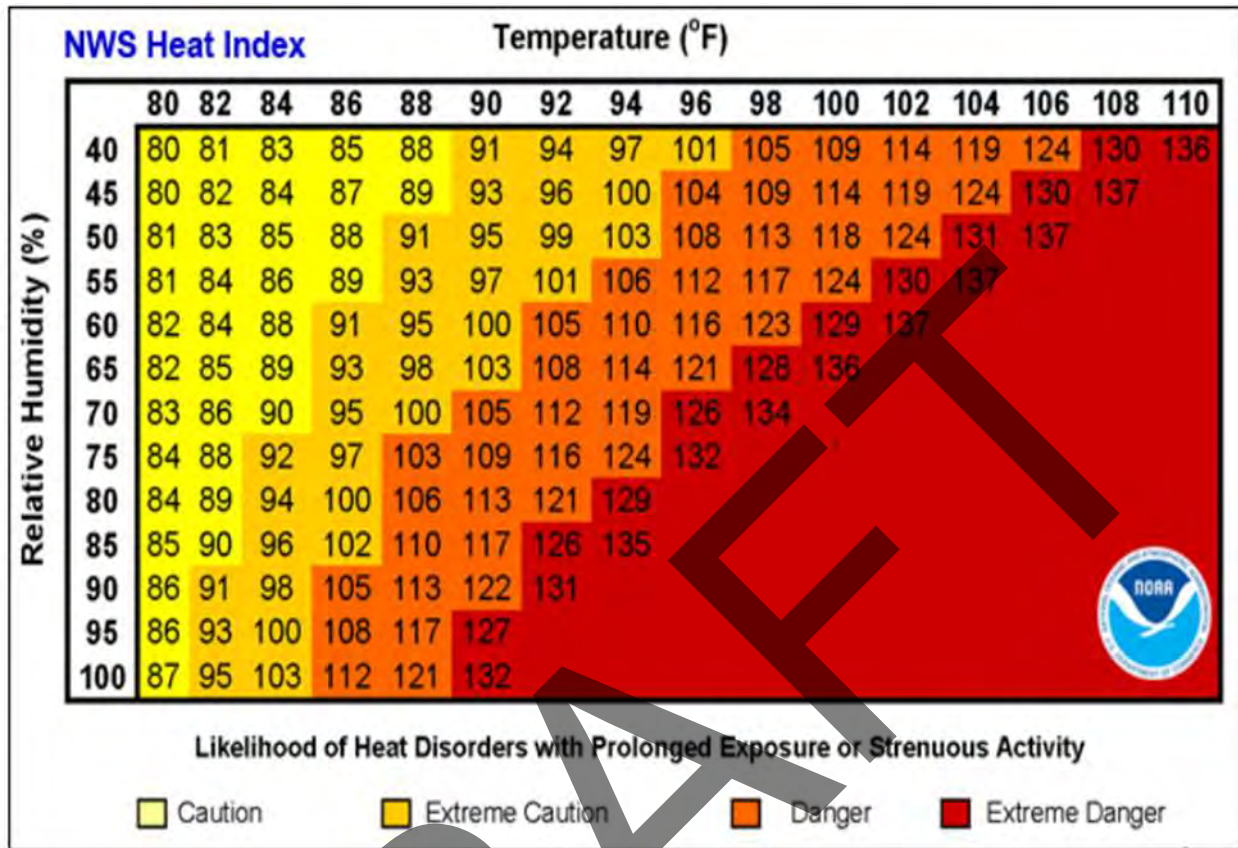 NWS Heat Index Temperature (°F)
80 82 84 86 88 90 92 94 96 98 100 102 104 106 108 110
40 80 81 83 85 88 91 94 97 101 105 109 114 119 124 130 136
45 80 82 84 87 89 93 96 100 104 109 114 119 124 130 137
50 81 83 85 88 91 95 99 103 108 113 118 124 131 137
55 81 84 86 89 93 97 101 106 112 117 124 130 137
60 82 84 88 91 95 100 105 110 116 123 129 137
65 82 85 89 93 98 103 108 114 121 128 136
70 83 86 90 95 100 105 112 119 126 134
75 84 88 92 97 103 109 116 124 132
80 84 89 94 100 106 113 121 129
85 85 90 96 102 110 117 126 135
90 86 91 98 105 113 122 131
95 86 93 100 108 117 127
100 87 95 103 112 121 132
Relative Humidity (%)
NOAA
Likelihood of Heat Disorders with Prolonged Exposure or Strenuous Activity
Caution Extreme Caution Danger Extreme Danger
RAFT